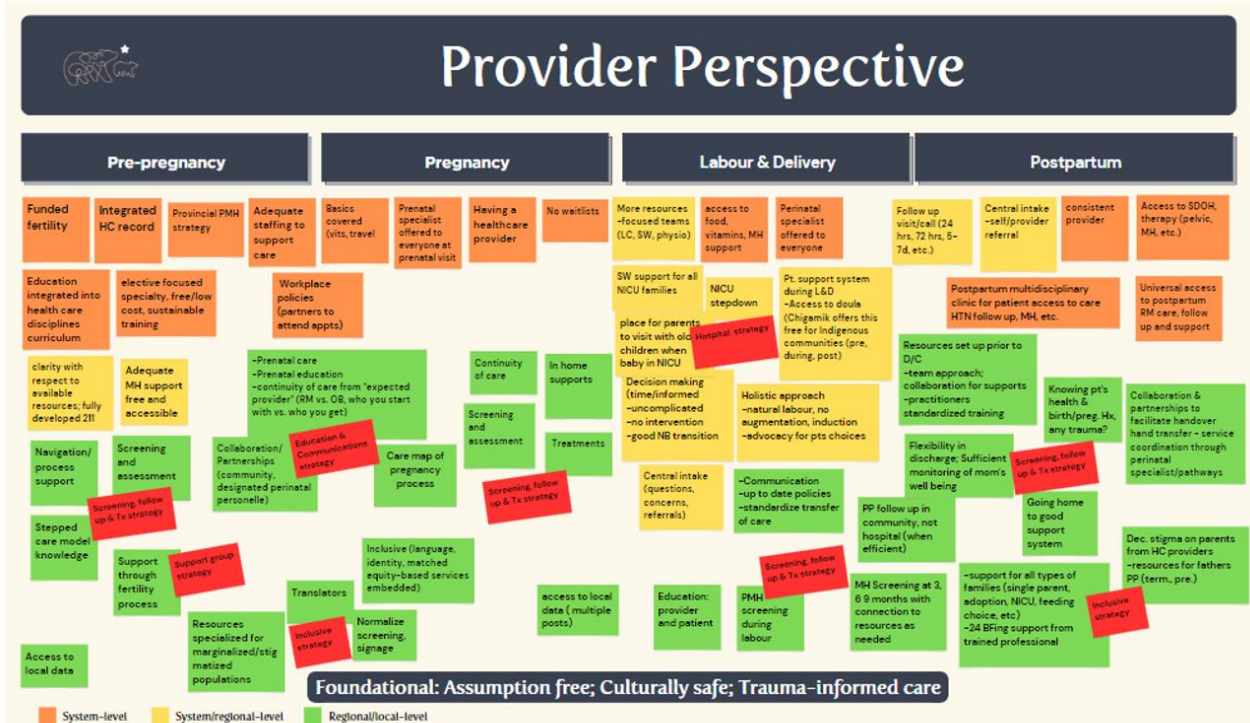 Provider Perspective
Pre-pregnancy
Pregnancy
Labour & Delivery
Postpartum
Funded
fertility
Integrated
HC record
Provincial PMH
strategy
Adequate
staffing to
support
care
Basics
covered
(vits, travel
Prenatal
specialist
offered to
everyone at
prenatal visit
Having a
healthcare
provider
No waitlists
More resources
-focused teams
(LC, SW, physio)
access to
food,
vitamins, MH
support
Perinatal
specialist
offered to
everyone
Follow up
visit/call (24
hrs, 72 hrs, 5-
7d, etc.)
Central intake
-self/provider
referral
consistent
provider
Access to SDOH,
therapy (pelvic,
MH, etc.)
Education
integrated into
health care
disciplines
curriculum
elective focused
specialty, free/low
cost, sustainable
training
Workplace
policies
(partners to
attend appts)
SW support for all
NICU families
NICU
stepdown
Pt. support system
during L&D
-Access to doula
(Chigamik offers this
free for Indigenous
communities (pre,
during, post)
Postpartum multidisciplinary
clinic for patient access to care
HTN follow up, MH, etc.
Universal access
to postpartum
RM care, follow
up and support
place for parents
to visit with old
children when
baby in NICU
Hospital strategy
clarity with
respect to
available
resources; fully
developed 211
Adequate
MH support
free and
accessible
-Prenatal care
-Prenatal education
-continuity of care from "expected
provider" (RM vs. OB, who you start
with vs. who you get)
Continuity
of care
In home
supports
Decision making
(time/informed
-uncomplicated
-no intervention
-good NB transition
Holistic approach
-natural labour, no
augmentation, induction
-advocacy for pts choices
Resources set up prior to
D/C
-team approach;
collaboration for supports
-practitioners
standardized training
Knowing pt's
health &
birth/preg. Hx,
any trauma?
Collaboration &
partnerships to
facilitate handover
hand transfer - service
coordination through
perinatal
specialist/pathways
Navigation/
process
support
Screening
and
assessment
Collaboration/
Partnerships
(community,
designated perinatal
personelle)
Education &
Communications
strategy
Care map of
pregnancy
process
Screening
and
assessment
Treatments
Screening, follow
up & Tx strategy
Screening, follow
up & Tx strategy
Central intake
(questions,
concerns,
referrals)
-Communication
-up to date policies
-standardize transfer
of care
Flexibility in
discharge; Sufficient
monitoring of mom's
well being
Screening, follow
up & Tx strategy
Stepped
care model
knowledge
Support
through
fertility
process
Support group
strategy
Inclusive (language,
identity, matched
equity-based services
embedded)
PP follow up in
community, not
hospital (when
efficient)
Going home
to good
support
system
Dec. stigma on parents
from HC providers
-resources for fathers
PP (term., pre.)
Screening, follow
up & Tx strategy
Translators
Resources
specialized for
marginalized/stig
matized
populations
Inclusive
strategy
Normalize
screening,
signage
access to local
data ( multiple
posts)
Education:
provider
and patient
PMH
screening
during
labour
MH Screening at 3,
6 9 months with
connection to
resources as
needed
-support for all types of
families (single parent,
adoption, NICU, feeding
choice, etc)
-24 BFing support from
trained professional
Inclusive
strategy
Access to
local data
Foundational: Assumption free; Culturally safe; Trauma-informed care
System-level
System/regional-level
Regional/local-level